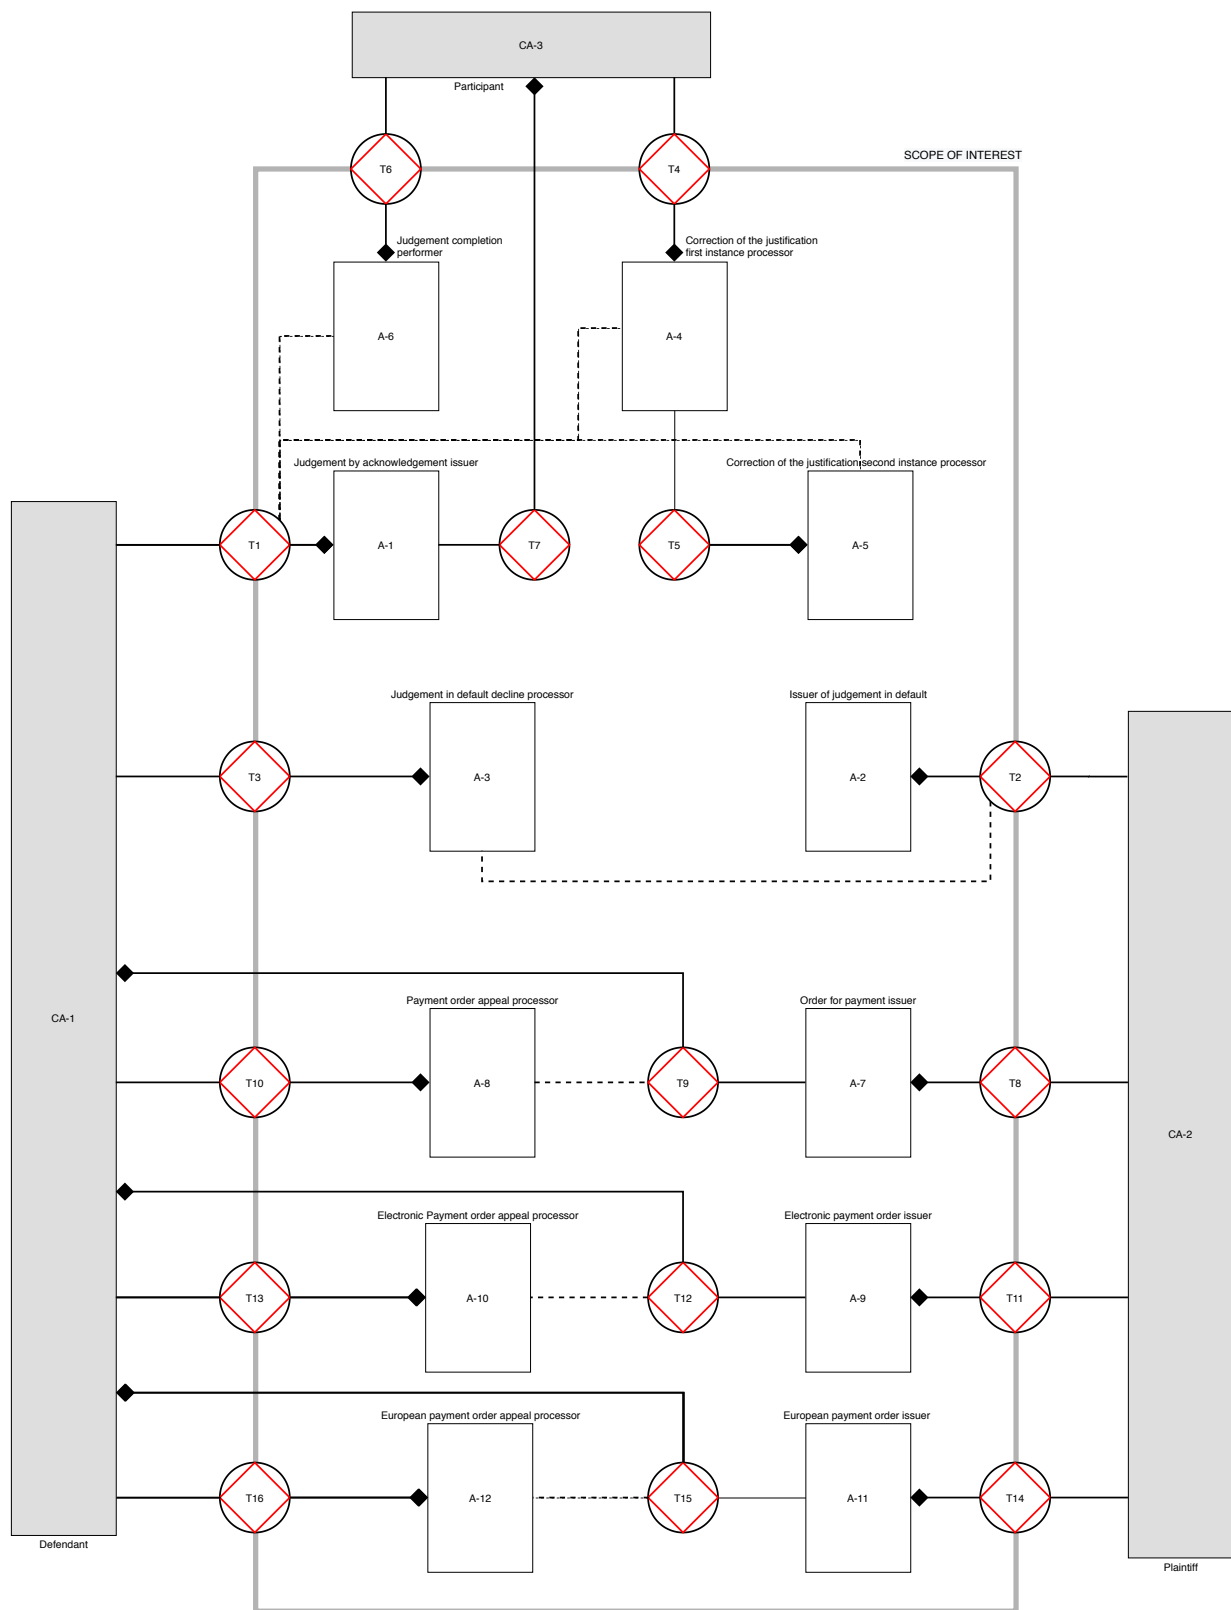 CA-3
Participant
SCOPE OF INTEREST
T6
T4
Judgement completion
performer
Correction of the justification
first instance processor
A-6
A-4
Judgement by acknowledgement issuer
Correction of the justification second instance processor
T1
A-1
T7
T5
A-5
Judgement in default decline processor
Issuer of judgement in default
T3
A-3
A-2
T2
CA-1
Payment order appeal processor
Order for payment issuer
T10
A-8
T9
A-7
T8
CA-2
Electronic Payment order appeal processor
Electronic payment order issuer
T13
A-10
T12
A-9
T11
European payment order appeal processor
European payment order issuer
T16
A-12
T15
A-11
T14
Defendant
Plaintiff